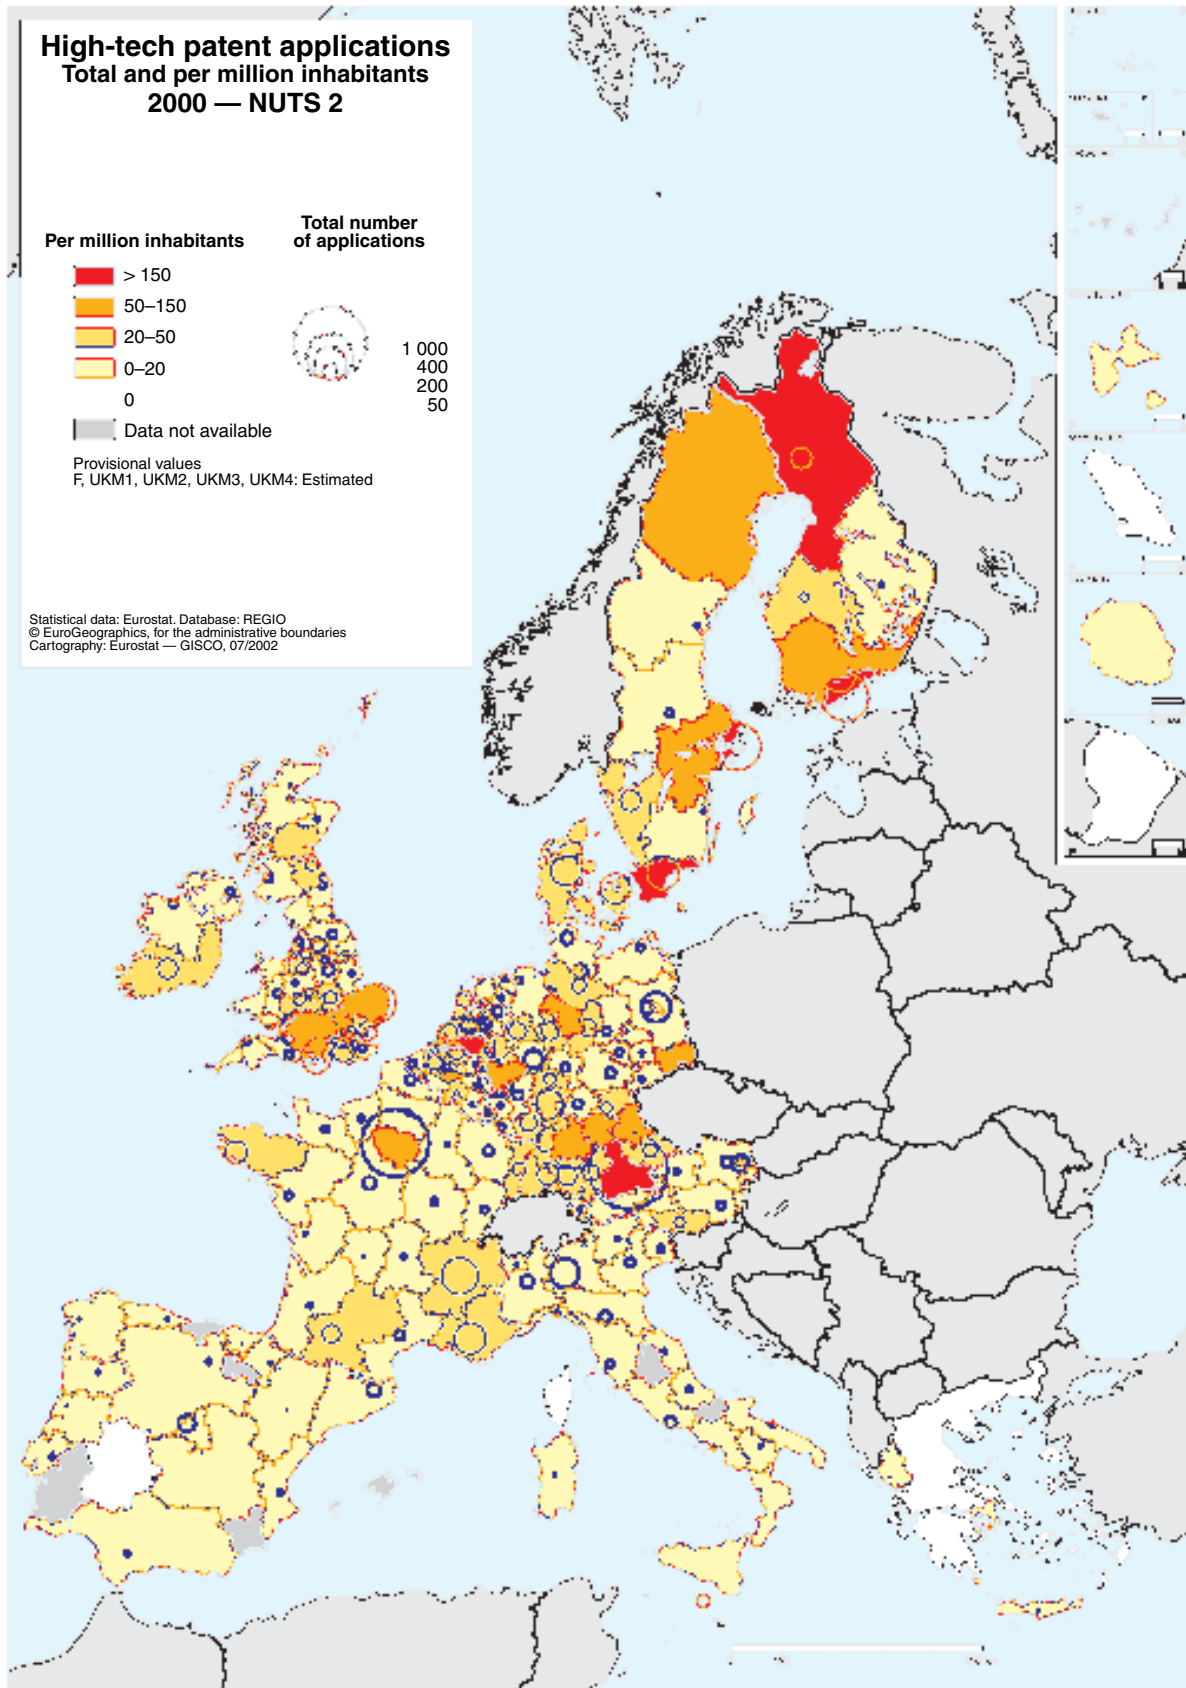 High-tech patent applications
Total and per million inhabitants
2000 — NUTS 2
Total number
of applications
Per million inhabitants
> 150
50–150
20–50
0–20
0
Data not available
1 000
400
200
50
Provisional values
F, UKM1, UKM2, UKM3, UKM4: Estimated
Statistical data: Eurostat. Database: REGIO
© EuroGeographics, for the administrative boundaries
Cartography: Eurostat — GISCO, 07/2002